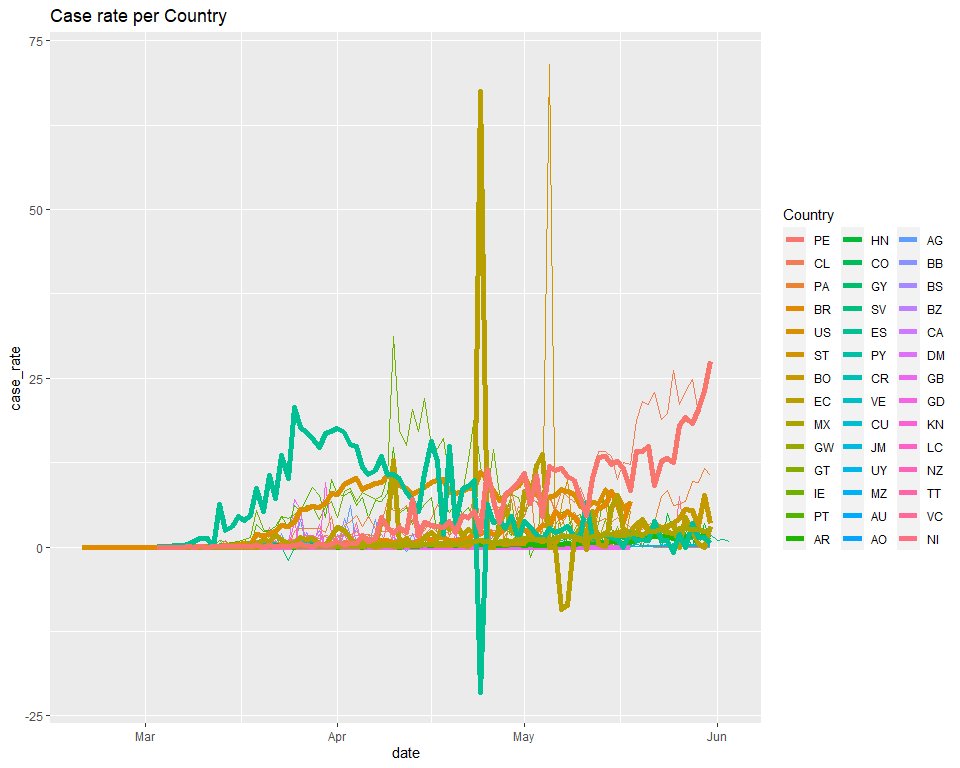 Case rate per Country
75
50
25
0
-25
case_rate
Mar
Apr
May
Jun
date
Country
PE HN AG
CL CO BB
PA GY BS
BR SV BZ
US ES CA
ST PY DM
BO CR GB
EC VE GD
MX CU KN
GW JM LC
GT UY NZ
IE MZ TT
PT AU VC
AR AO NI